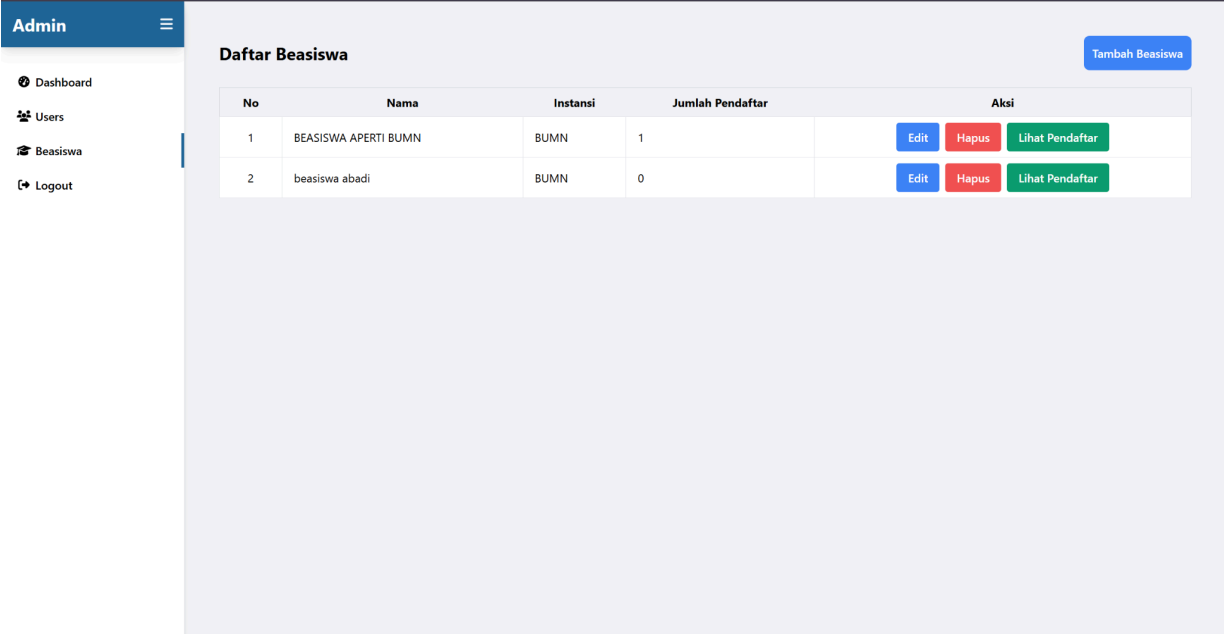 Admin
Dashboard
Users
Beasiswa
Logout
Daftar Beasiswa
Tambah Beasiswa
No Nama Instansi Jumlah Pendaftar Aksi
1 BEASISWA APERTI BUMN BUMN 1 Edit Hapus Lihat Pendaftar
2 beasiswa abadi BUMN 0 Edit Hapus Lihat Pendaftar